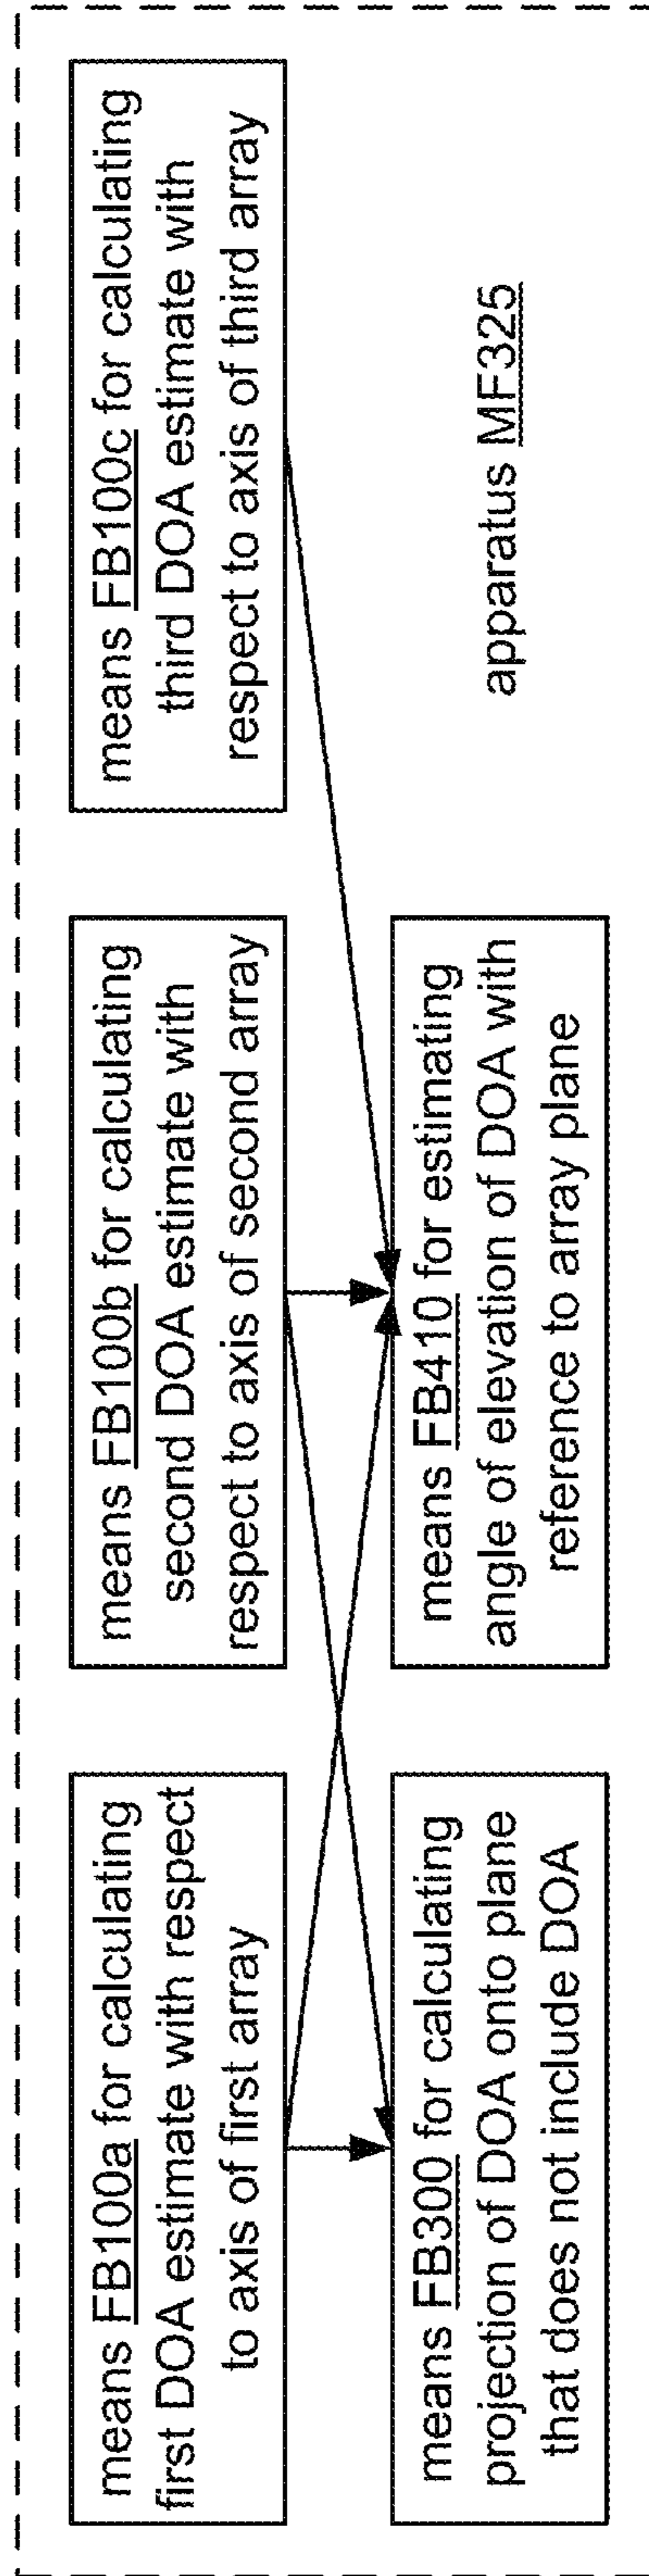 means FB100a for calculating
first DOA estimate with respect
to axis of first array
means FB100b for calculating
second DOA estimate with
respect to axis of second array
means FB100c for calculating
third DOA estimate with
respect to axis of third array
means FB300 for calculating
projection of DOA onto plane
that does not include DOA
means FB410 for estimating
angle of elevation of DOA with
reference to array plane
apparatus MF325